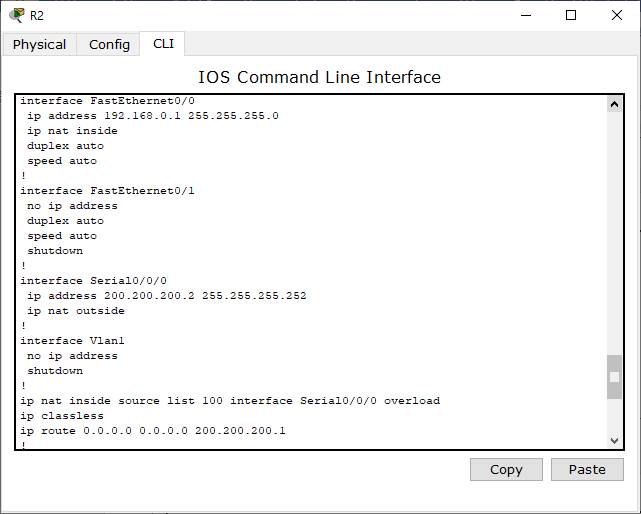 R2
Physical Config CLI
IOS Command Line Interface
interface FastEthernet0/0
ip address 192.168.0.1 255.255.255.0
ip nat inside
duplex auto
speed auto
!
interface FastEthernet0/1
no ip address
duplex auto
speed auto
shutdown
!
interface Serial0/0/0
ip address 200.200.200.2 255.255.255.252
ip nat outside
!
interface Vlan1
no ip address
shutdown
!
ip nat inside source list 100 interface Serial0/0/0 overload
ip classless
ip route 0.0.0.0 0.0.0.0 200.200.200.1
!
Copy Paste